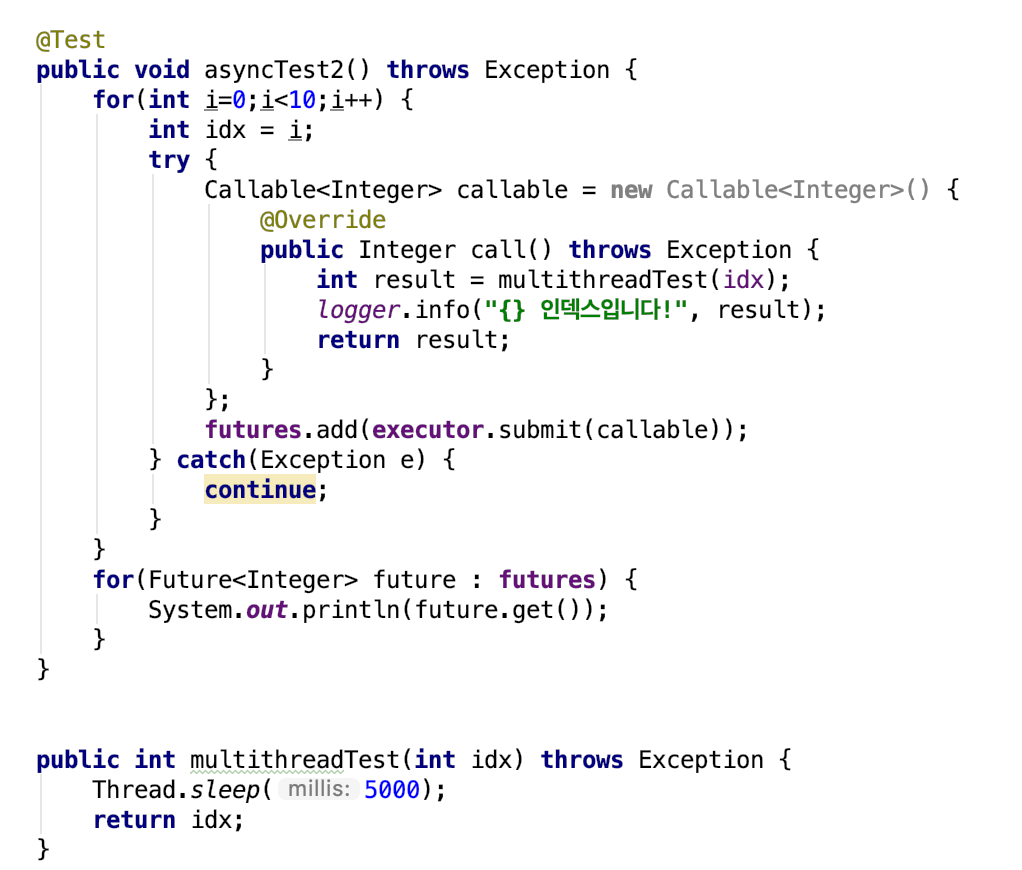 @Test
public void asyncTest2() throws Exception {
    for(int i=0;i<10;i++) {
        int idx = i;
        try {
            Callable<Integer> callable = new Callable<Integer>() {
                @Override
                public Integer call() throws Exception {
                    int result = multithreadTest(idx);
                    logger.info("{} 인덱스입니다!", result);
                    return result;
                }
            };
            futures.add(executor.submit(callable));
        } catch(Exception e) {
            continue;
        }
    }
    for(Future<Integer> future : futures) {
        System.out.println(future.get());
    }
}
public int multithreadTest(int idx) throws Exception {
    Thread.sleep( millis: 5000);
    return idx;
}